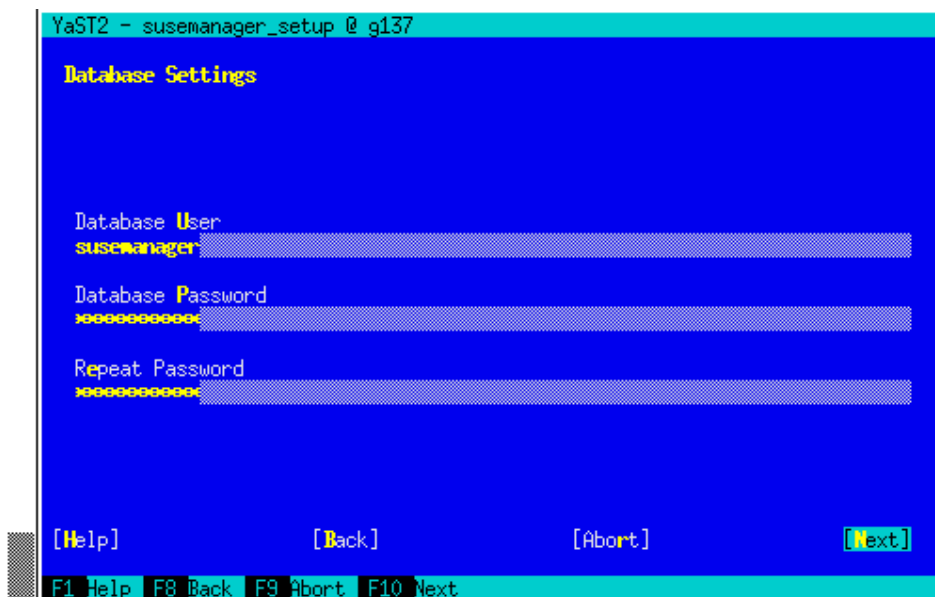 YaST2 - susemanager_setup @ g137
Database Settings
Database User
susemanager
Database Password
***********
Repeat Password
***********
[Help] [Back] [Abort] [Next]
F1 Help F8 Back F9 Abort F10 Next